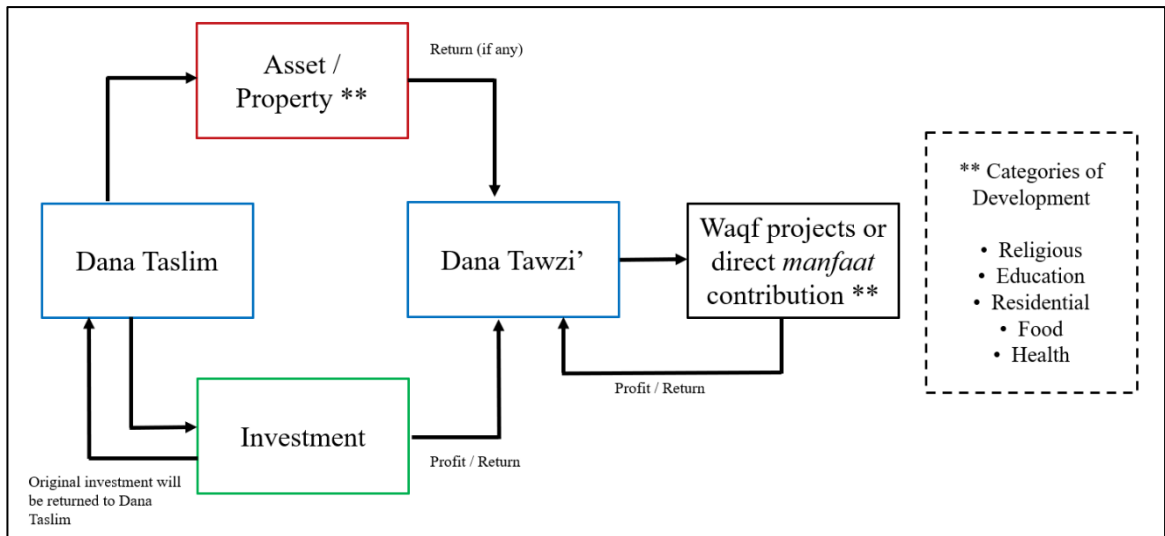 Asset /
Property **
Return (if any)
Dana Taslim
Dana Tawzi’
Waqf projects or
direct manfaat
contribution **
** Categories of
Development
• Religious
• Education
• Residential
• Food
• Health
Investment
Profit / Return
Profit / Return
Original investment will
be returned to Dana
Taslim